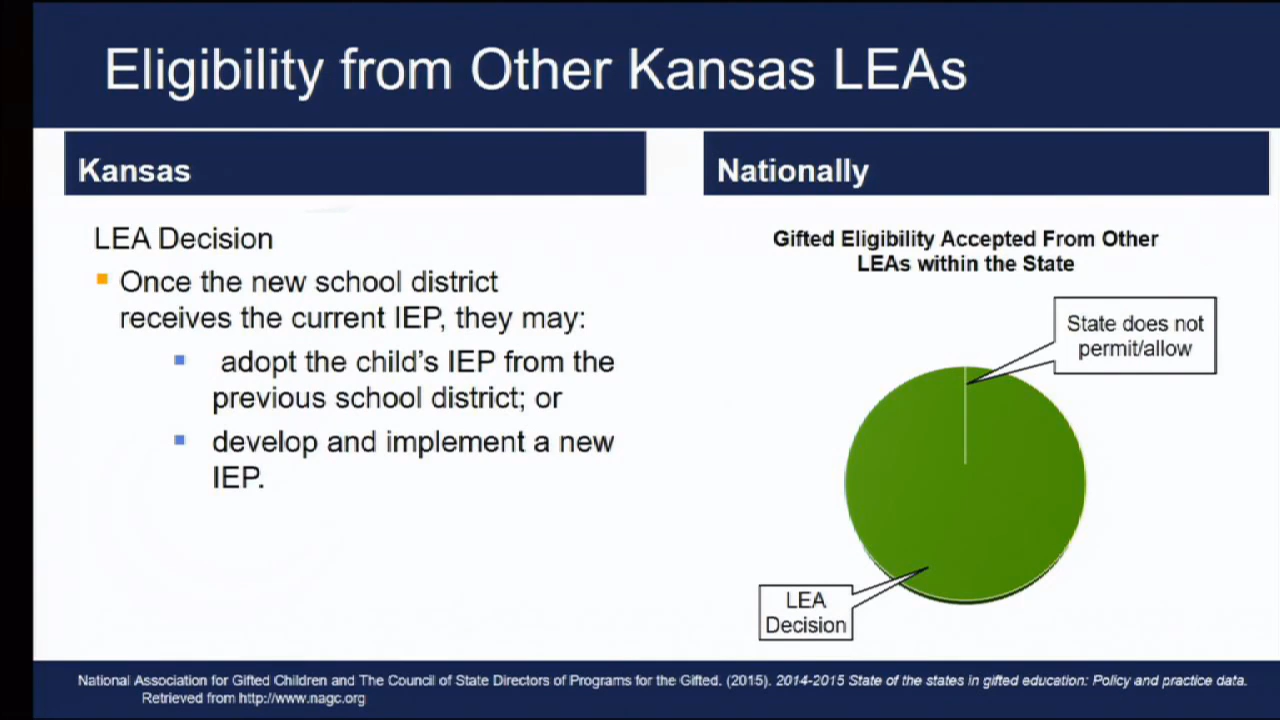 Eligibility from Other Kansas LEAs
Kansas
LEA Decision
Once the new school district
receives the current IEP, they may:
adopt the child's IEP from the
previous school district; or
develop and implement a new
IEP.
Nationally
Gifted Eligibility Accepted From Other
LEAs within the State
State does not
permit/allow
LEA
Decision
National Association for Gifted Children and The Council of State Directors of Programs for the Gifted. (2015). 2014-2015 State of the states in gifted education: Policy and practice data.
Retrieved from http://www.nagc.org